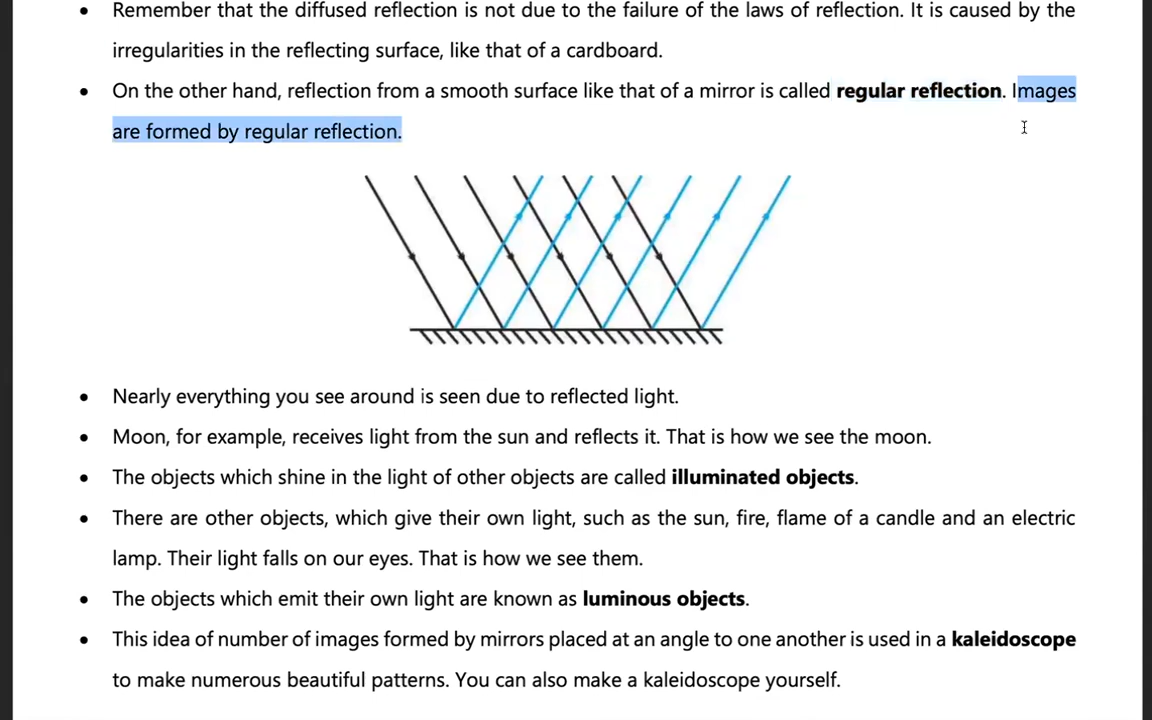 • Remember that the diffused reflection is not due to the failure of the laws of reflection. It is caused by the
irregularities in the reflecting surface, like that of a cardboard.
• On the other hand, reflection from a smooth surface like that of a mirror is called regular reflection. Images
are formed by regular reflection.
• Nearly everything you see around is seen due to reflected light.
• Moon, for example, receives light from the sun and reflects it. That is how we see the moon.
• The objects which shine in the light of other objects are called illuminated objects.
• There are other objects, which give their own light, such as the sun, fire, flame of a candle and an electric
lamp. Their light falls on our eyes. That is how we see them.
• The objects which emit their own light are known as luminous objects.
• This idea of number of images formed by mirrors placed at an angle to one another is used in a kaleidoscope
to make numerous beautiful patterns. You can also make a kaleidoscope yourself.